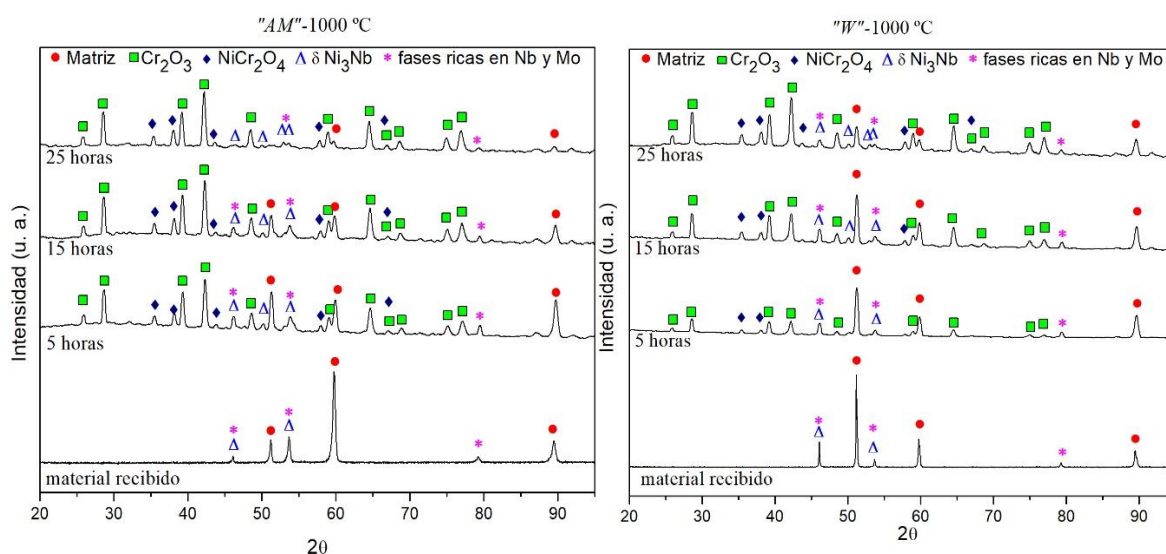 "AM"-1000 ºC
Matriz Cr2O3 NiCr2O4 δ Ni3Nb fases ricas en Nb y Mo
25 horas
15 horas
5 horas
material recibido
Intensidad (u. a.)
20 30 40 50 60 70 80 90
2θ
"W"-1000 ºC
Matriz Cr2O3 NiCr2O4 δ Ni3Nb fases ricas en Nb y Mo
25 horas
15 horas
5 horas
material recibido
Intensidad (u. a.)
20 30 40 50 60 70 80 90
2θ